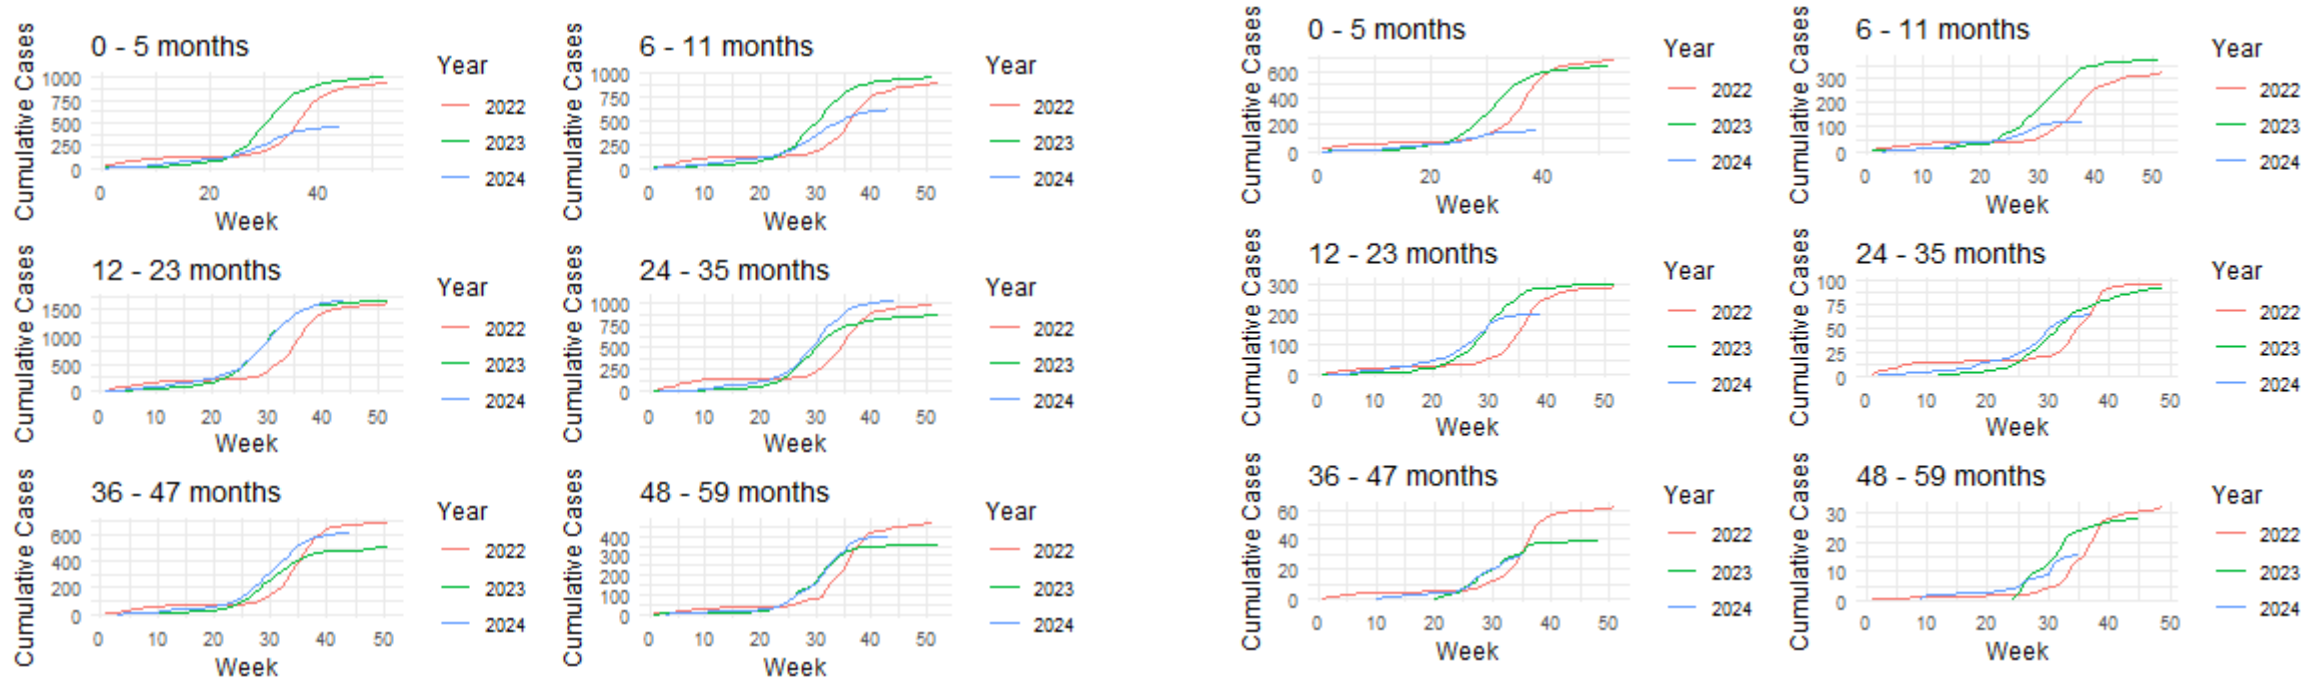 0 - 5 months
Cumulative Cases
1000
750
500
250
0
0 20 40
Week
Year
2022
2023
2024
6 - 11 months
Cumulative Cases
1000
750
500
250
0
0 10 20 30 40 50
Week
Year
2022
2023
2024
12 - 23 months
Cumulative Cases
1500
1000
500
0
0 10 20 30 40 50
Week
Year
2022
2023
2024
24 - 35 months
Cumulative Cases
1000
750
500
250
0
0 10 20 30 40 50
Week
Year
2022
2023
2024
36 - 47 months
Cumulative Cases
600
400
200
0
0 10 20 30 40 50
Week
Year
2022
2023
2024
48 - 59 months
Cumulative Cases
400
300
200
100
0
0 10 20 30 40 50
Week
Year
2022
2023
2024
0 - 5 months
Cumulative Cases
600
400
200
0
0 20 40
Week
Year
2022
2023
2024
6 - 11 months
Cumulative Cases
300
200
100
0
0 10 20 30 40 50
Week
Year
2022
2023
2024
12 - 23 months
Cumulative Cases
300
200
100
0
0 10 20 30 40 50
Week
Year
2022
2023
2024
24 - 35 months
Cumulative Cases
100
75
50
25
0
0 10 20 30 40 50
Week
Year
2022
2023
2024
36 - 47 months
Cumulative Cases
60
40
20
0
0 10 20 30 40 50
Week
Year
2022
2023
2024
48 - 59 months
Cumulative Cases
30
20
10
0
0 10 20 30 40 50
Week
Year
2022
2023
2024